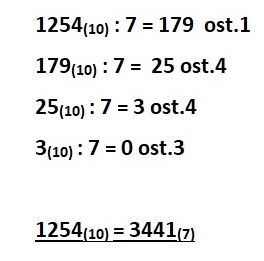 1254(10) : 7 = 179 ost.1
179(10) : 7 = 25 ost.4
25(10) : 7 = 3 ost.4
3(10) : 7 = 0 ost.3
1254(10) = 3441(7)